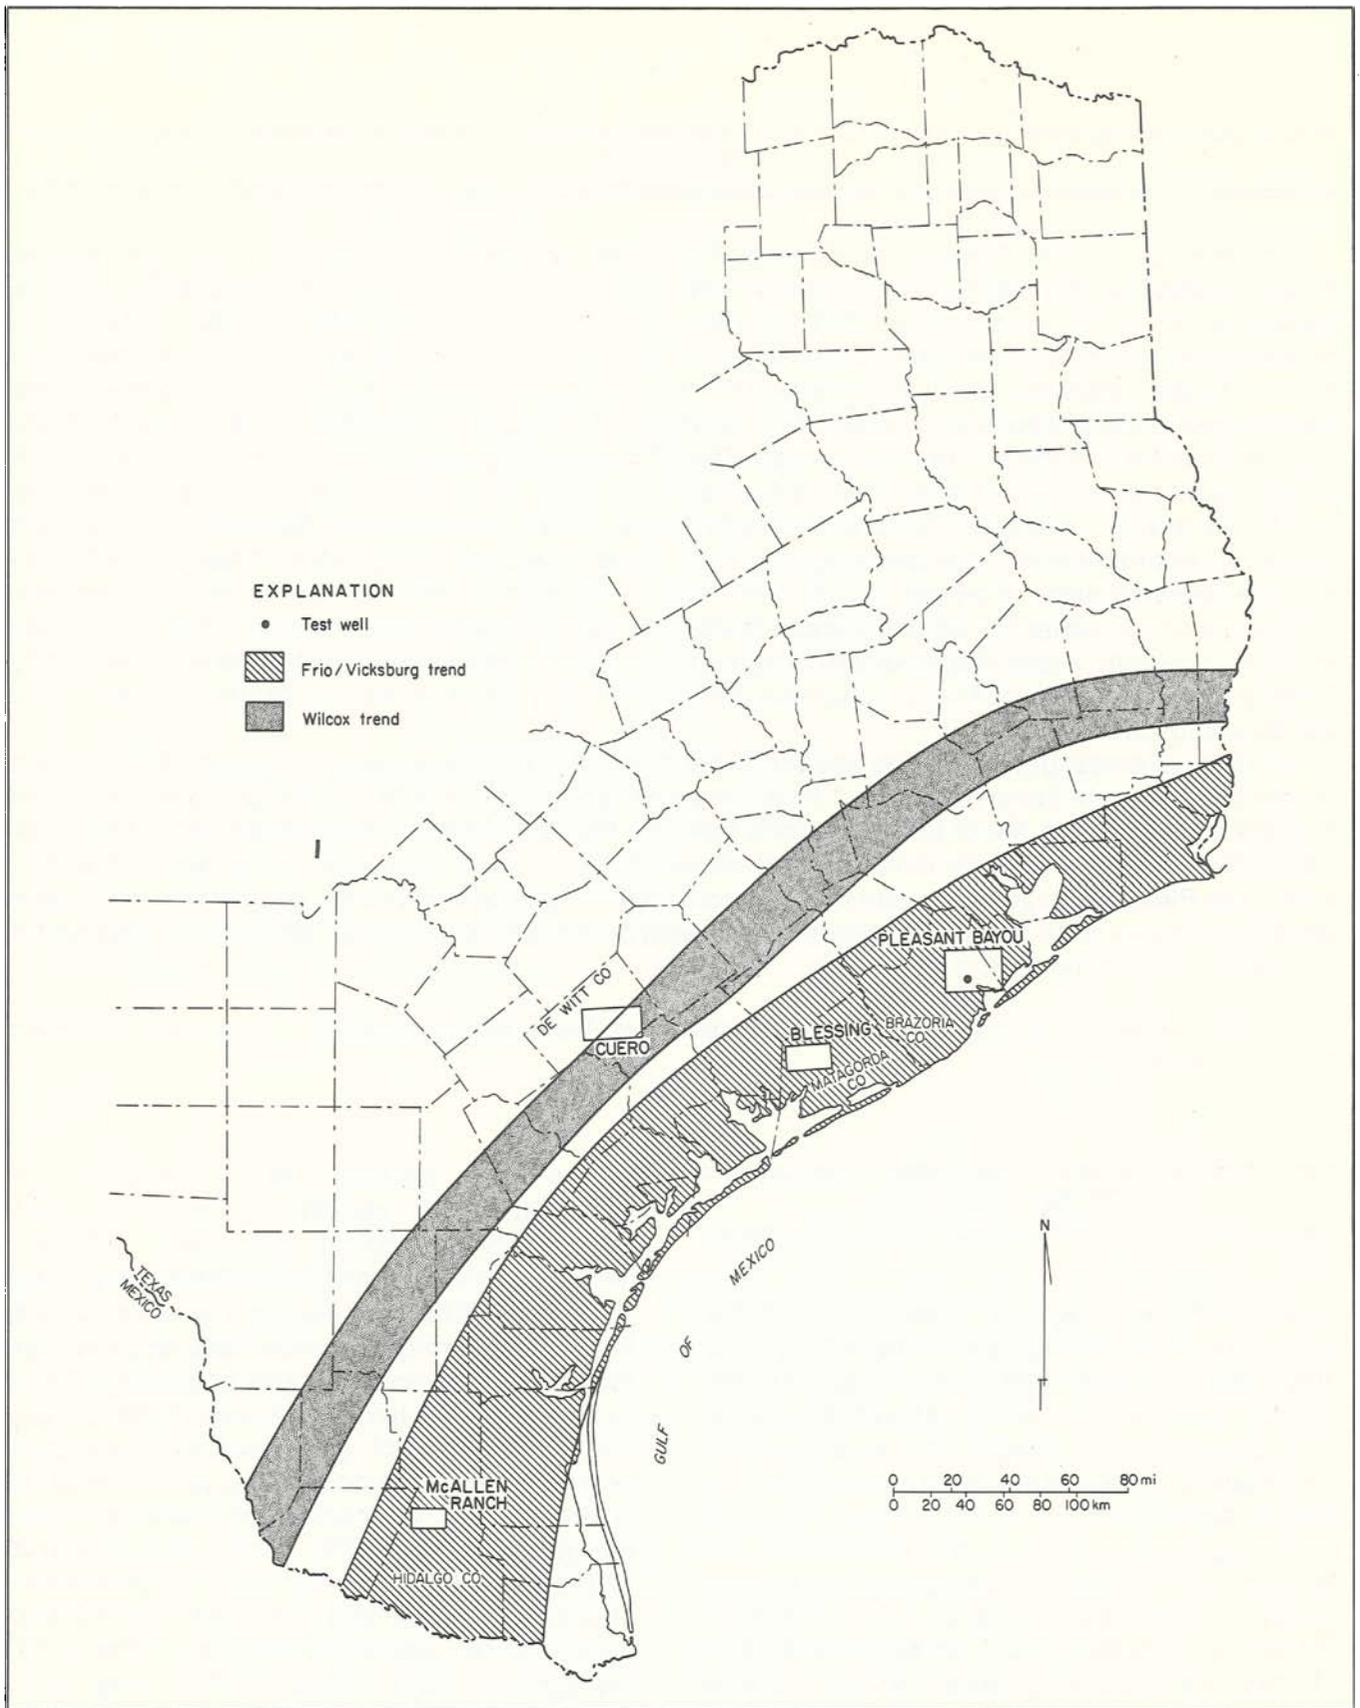 EXPLANATION
Test well
Frio/Vicksburg trend
Wilcox trend
PLEASANT BAYOU
DE WITT CO
CUERO
BLESSING
BRAZORIA
CO
MATAGORDA
CO
TEXAS
MEXICO
GULF
OF
MEXICO
N
McALLEN
RANCH
HIDALGO CO
0 20 40 60 80 mi
0 20 40 60 80 100 km